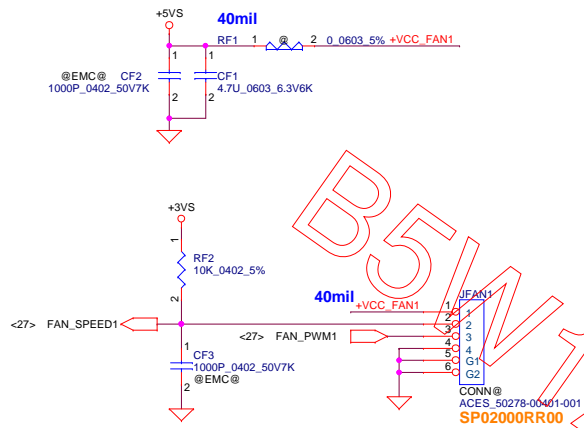 +5VS
40mil
RF1 1 @ 2 0_0603_5% +VCC_FAN1
1 1
@EMC@ CF2 CF1
1000P_0402_50V7K 4.7U_0603_6.3V6K
2 2
+3VS
1
RF2
10K_0402_5%
2
40mil
+VCC_FAN1
JFAN1
1 1
<27> FAN_SPEED1 2 2
<27> FAN_PWM1 3 3
4 4
5 G1
6 G2
1
CF3
1000P_0402_50V7K
@EMC@
2
CONN@
ACES_50278-00401-001
SP02000RR00
B5W1